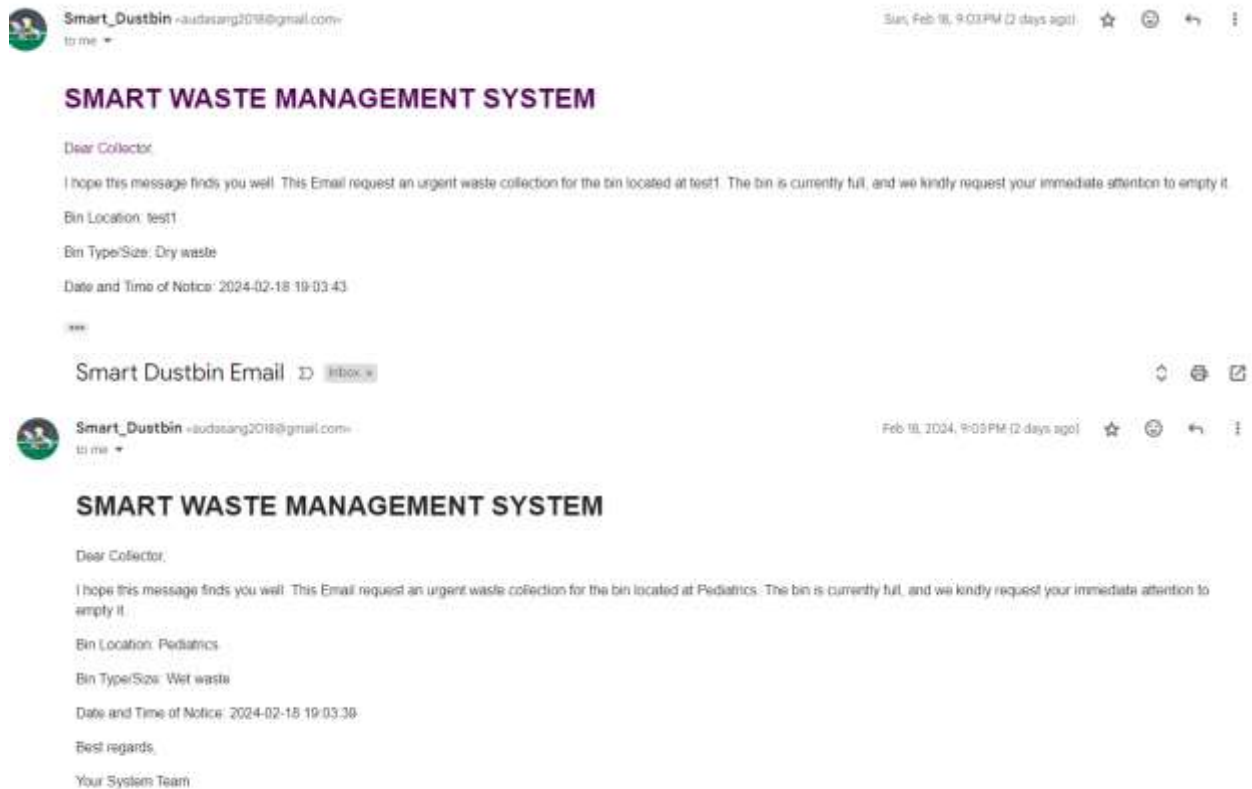 Smart_Dustbin <audasang2018@gmail.com> Sun, Feb 18, 9:03 PM (2 days ago)
to me
SMART WASTE MANAGEMENT SYSTEM
Dear Collector,
I hope this message finds you well. This Email request an urgent waste collection for the bin located at test1. The bin is currently full, and we kindly request your immediate attention to empty it.
Bin Location: test1
Bin Type/Size: Dry waste
Date and Time of Notice: 2024-02-18 19:03:43
Smart Dustbin Email Inbox x
Smart_Dustbin <audasang2018@gmail.com> Feb 18, 2024, 9:03 PM (2 days ago)
to me
SMART WASTE MANAGEMENT SYSTEM
Dear Collector,
I hope this message finds you well. This Email request an urgent waste collection for the bin located at Pediatrics. The bin is currently full, and we kindly request your immediate attention to
empty it.
Bin Location: Pediatrics
Bin Type/Size: Wet waste
Date and Time of Notice: 2024-02-18 19:03:39
Best regards,
Your System Team